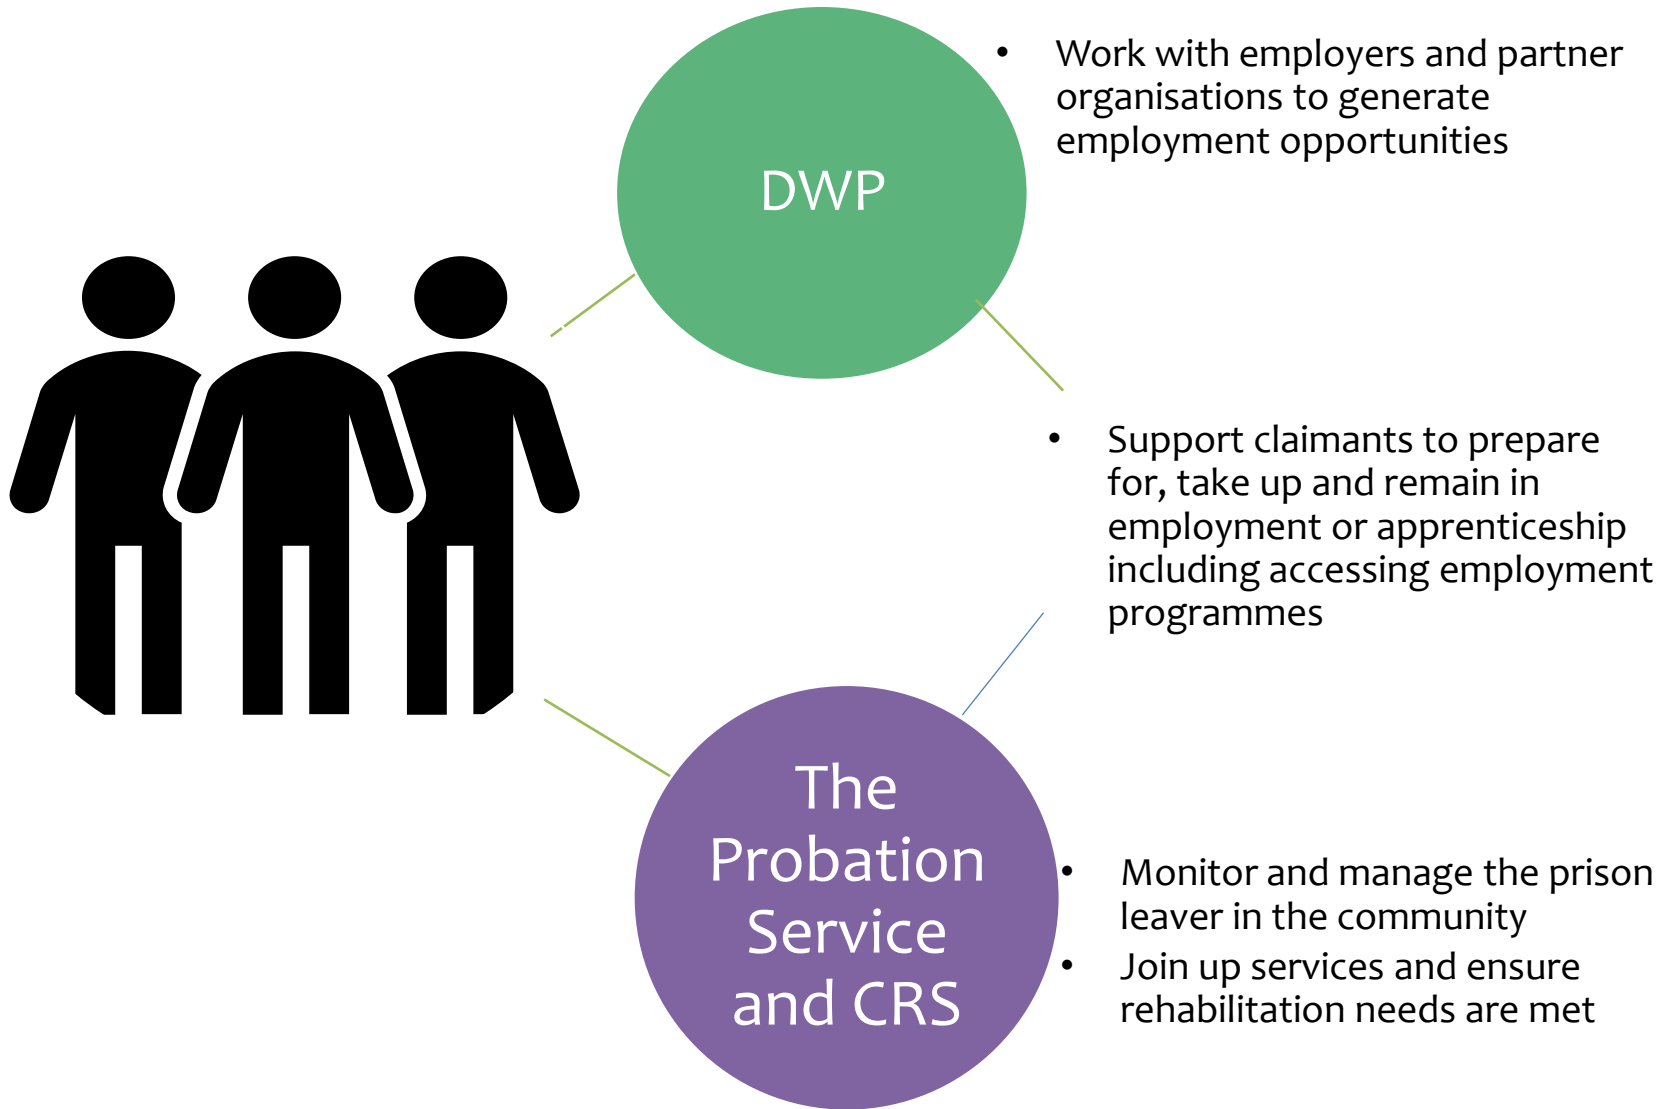 DWP
• Work with employers and partner
organisations to generate
employment opportunities
• Support claimants to prepare
for, take up and remain in
employment or apprenticeship
including accessing employment
programmes
The
Probation
Service
and CRS
• Monitor and manage the prison
leaver in the community
• Join up services and ensure
rehabilitation needs are met